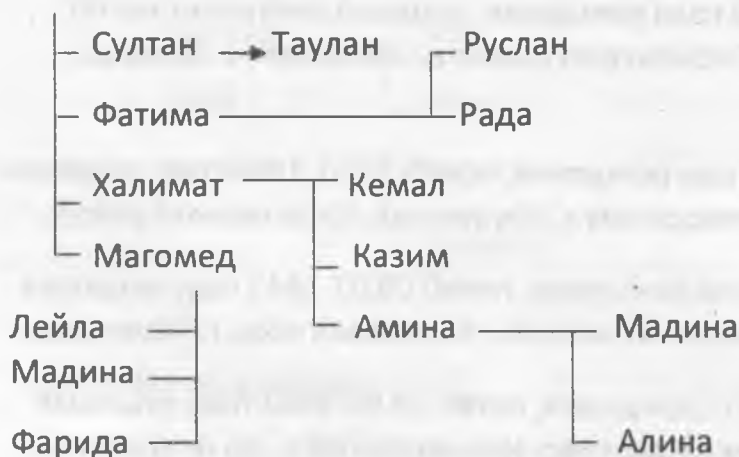 Султан Таулан Руслан
Фатима Рада
Халимат Кемал
Магомед Казим
Лейла Амина Мадина
Мадина
Фарида Алина